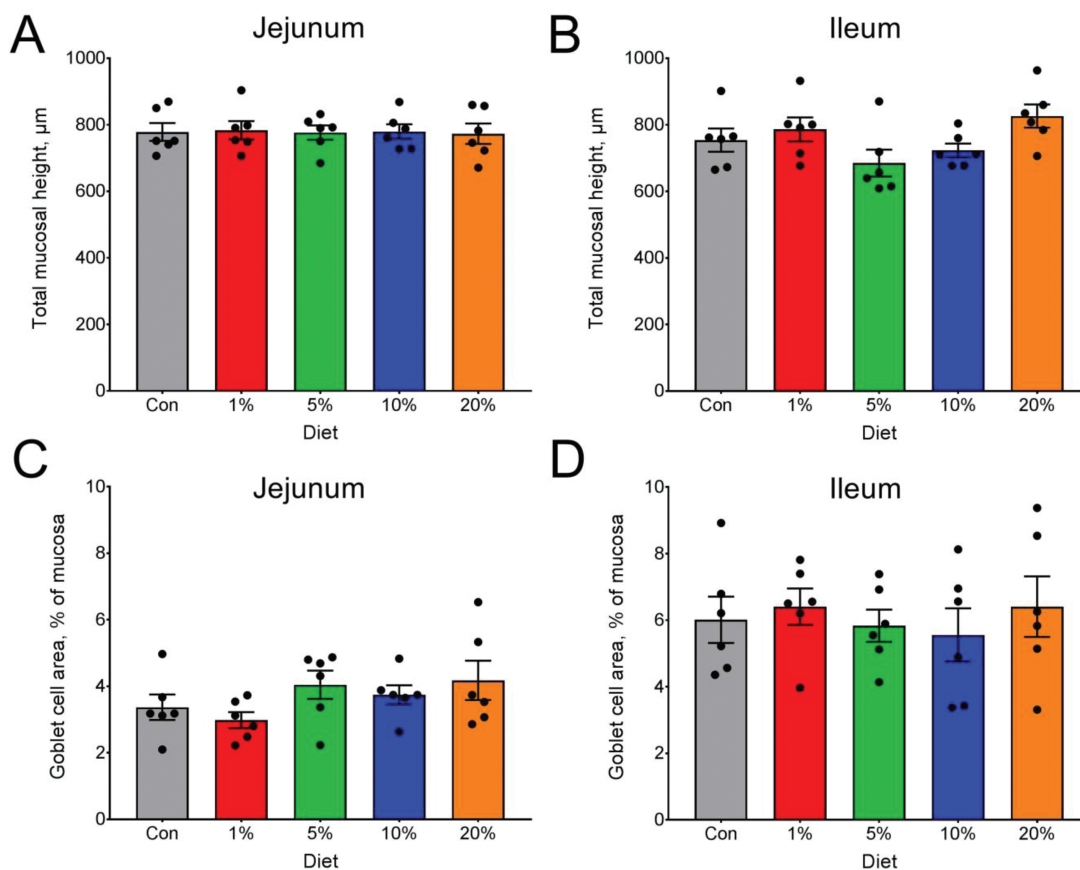 A
Jejunum
Total mucosal height, µm
1000
800
600
400
200
0
Con 1% 5% 10% 20%
Diet
B
Ileum
Total mucosal height, µm
1000
800
600
400
200
0
Con 1% 5% 10% 20%
Diet
C
Jejunum
Goblet cell area, % of mucosa
10
8
6
4
2
0
Con 1% 5% 10% 20%
Diet
D
Ileum
Goblet cell area, % of mucosa
10
8
6
4
2
0
Con 1% 5% 10% 20%
Diet